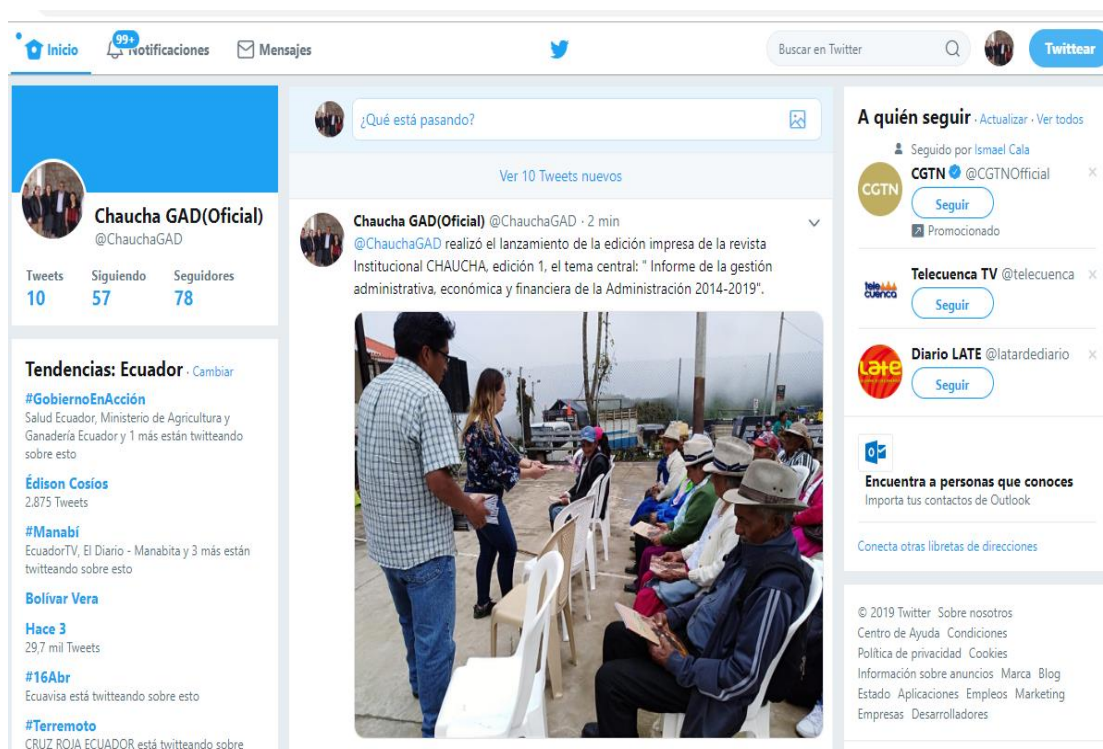 Inicio
99+
Notificaciones
Mensajes
Buscar en Twitter
Twittear
Chaucha GAD(Oficial)
@ChauchaGAD
Tweets Siguiendo Seguidores
10 57 78
Tendencias: Ecuador · Cambiar
#GobiernoEnAcción
Salud Ecuador, Ministerio de Agricultura y
Ganadería Ecuador y 1 más están twitteando
sobre esto
Édison Cosíos
2.875 Tweets
#Manabí
EcuadorTV, El Diario - Manabita y 3 más están
twitteando sobre esto
Bolívar Vera
Hace 3
29,7 mil Tweets
#16Abr
Ecuavisa está twitteando sobre esto
#Terremoto
CRUZ ROJA ECUADOR está twitteando sobre
¿Qué está pasando?
Ver 10 Tweets nuevos
Chaucha GAD(Oficial) @ChauchaGAD · 2 min
@ChauchaGAD realizó el lanzamiento de la edición impresa de la revista
Institucional CHAUCHA, edición 1, el tema central: " Informe de la gestión
administrativa, económica y financiera de la Administración 2014-2019".
A quién seguir · Actualizar · Ver todos
Seguido por Ismael Cala
CGTN
CGTN @CGTNOfficial
Seguir
Promocionado
tele
cuenca
Telecuenca TV @telecuenca
Seguir
Late
Diario LATE @latardediario
Seguir
Encuentra a personas que conoces
Importa tus contactos de Outlook
Conecta otras libretas de direcciones
© 2019 Twitter Sobre nosotros
Centro de Ayuda Condiciones
Política de privacidad Cookies
Información sobre anuncios Marca Blog
Estado Aplicaciones Empleos Marketing
Empresas Desarrolladores